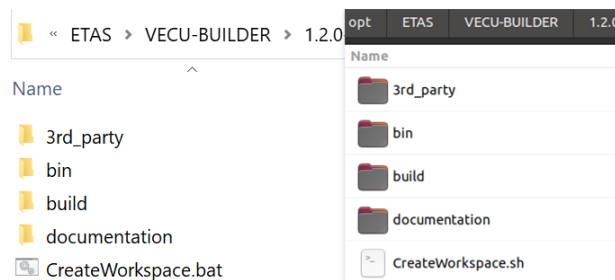 « ETAS > VECU-BUILDER > 1.2.0
Name
3rd_party
bin
build
documentation
CreateWorkspace.bat
opt ETAS VECU-BUILDER 1.2.0
Name
3rd_party
bin
build
documentation
CreateWorkspace.sh